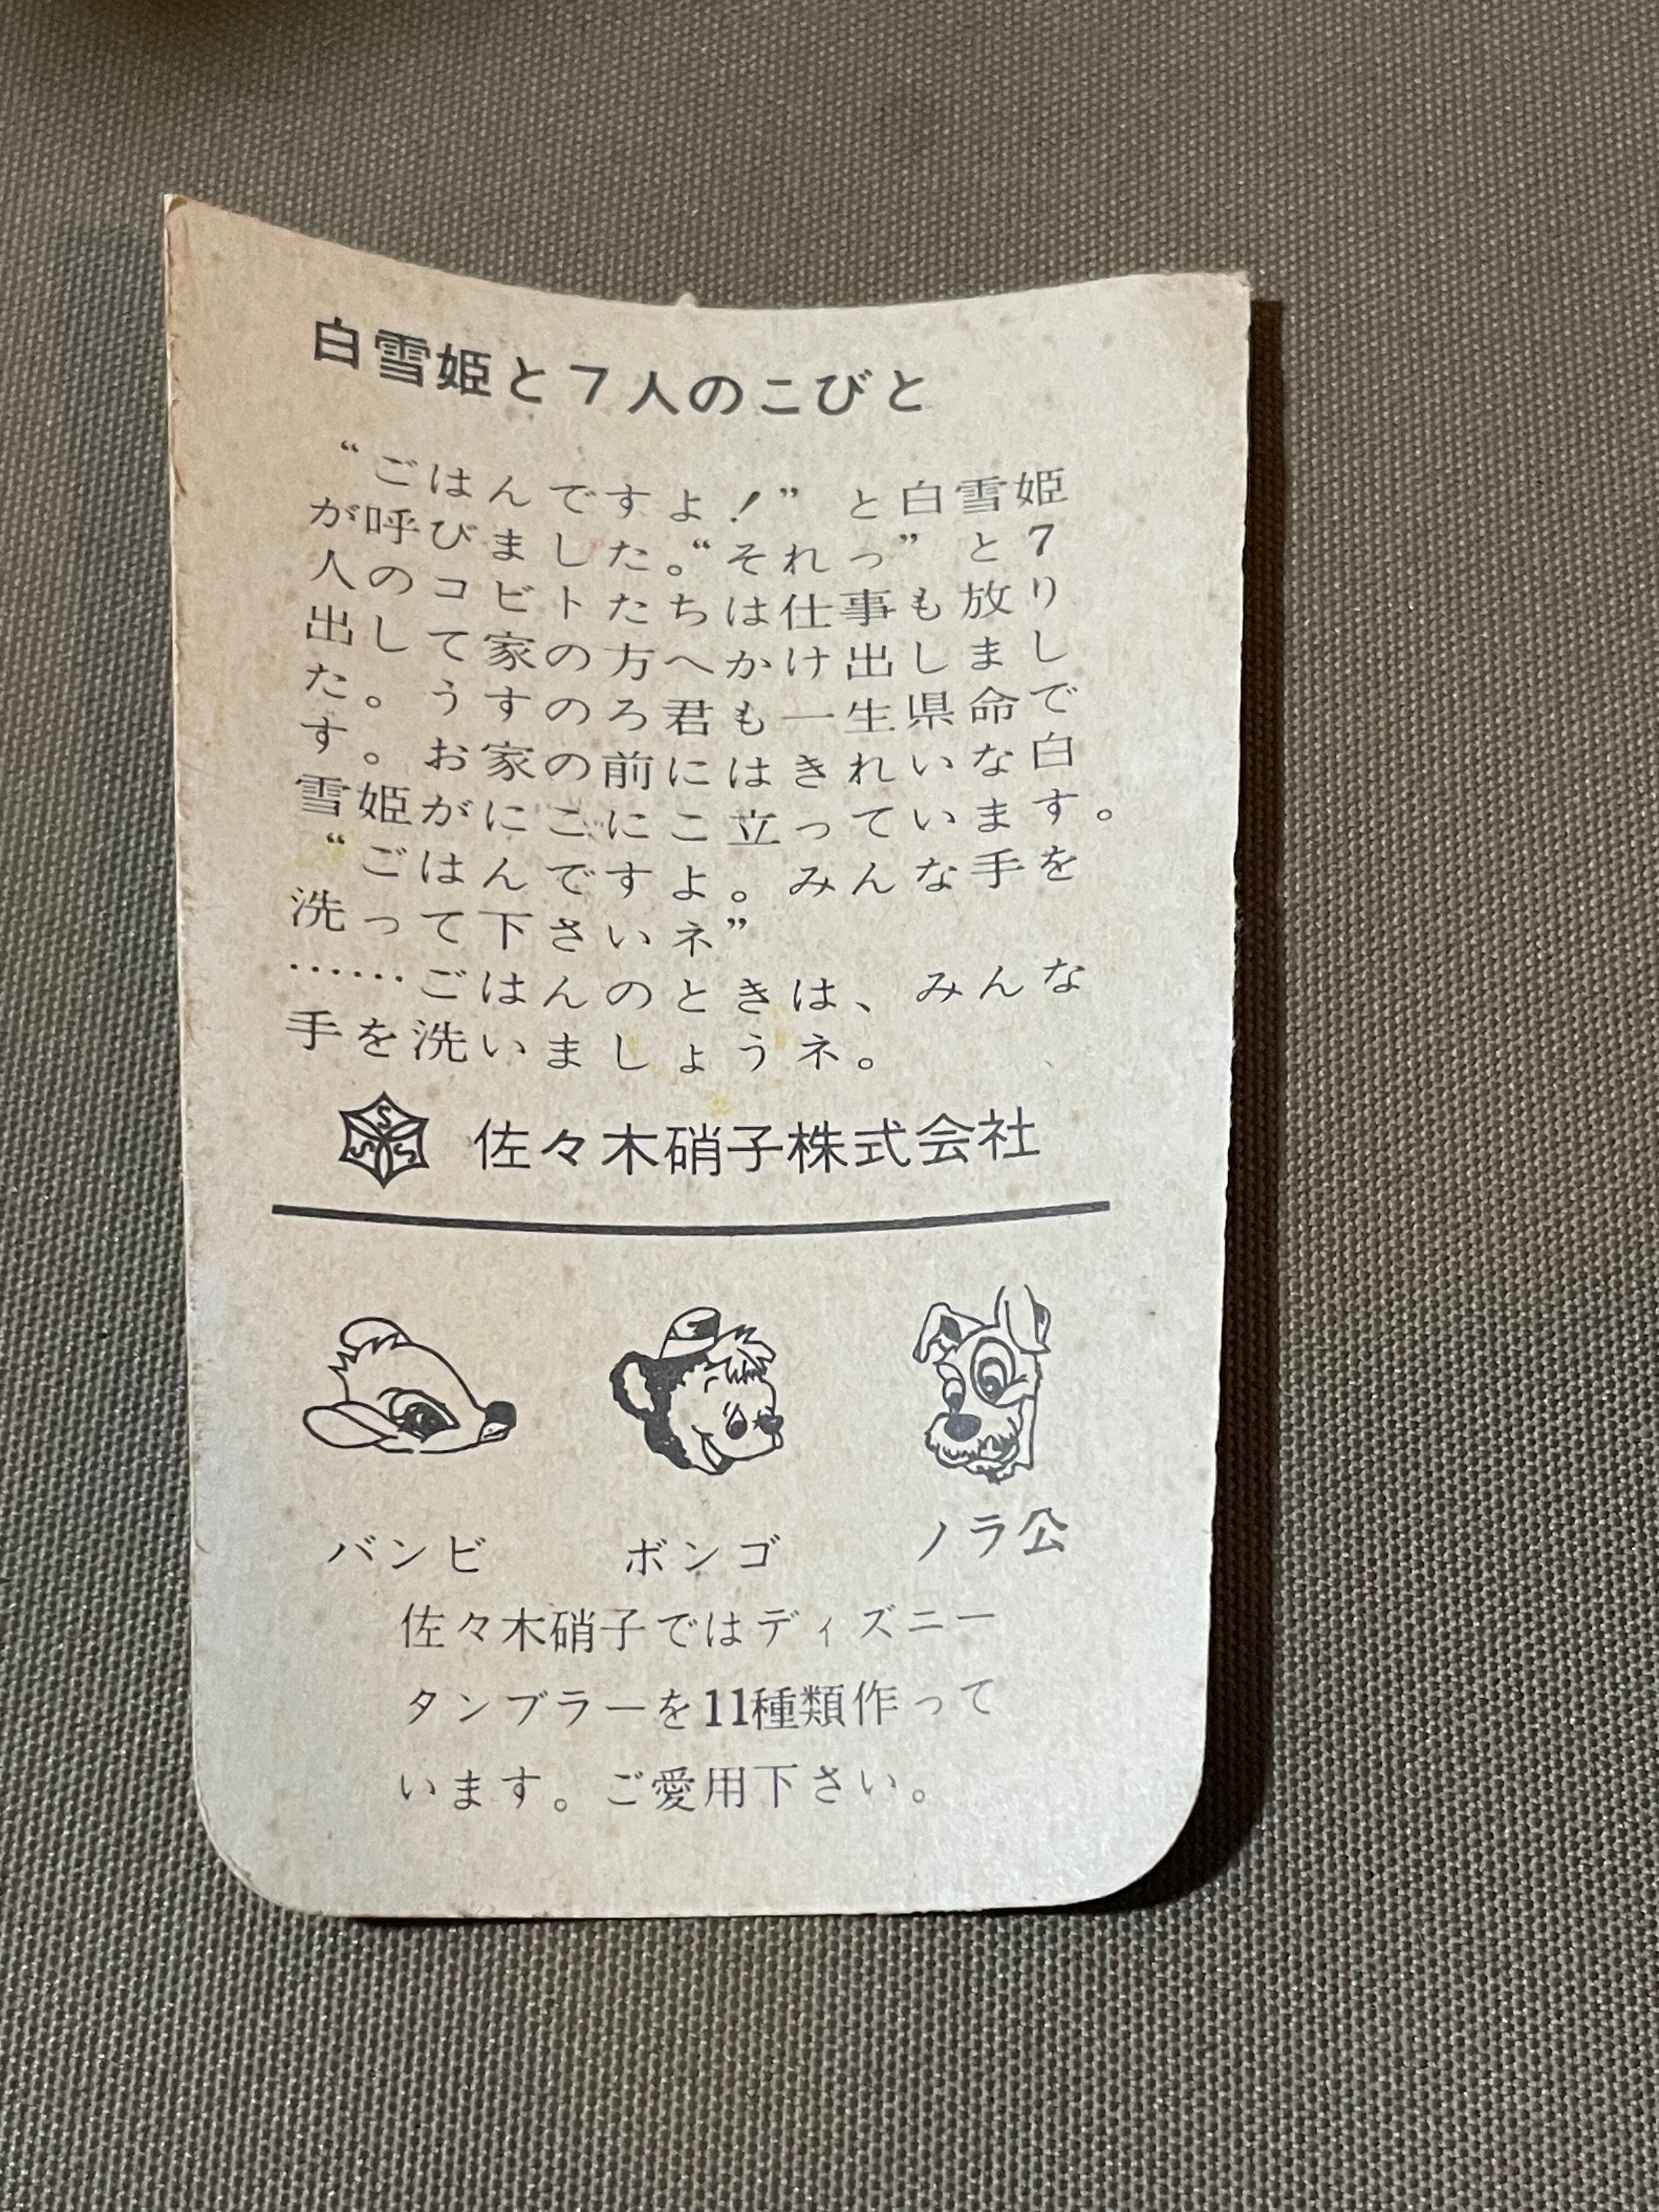 白雪姫と7人のこびと
“ごはんですよ！” と白雪姫
が呼びました。“それっ” と7
人のコビトたちは仕事も放り
出して家の方へかけ出しまし
た。うすのろ君も一生県命で
す。お家の前にはきれいな白
雪姫がにこにこ立っています。
“ごはんですよ。みんな手を
洗って下さいネ”
……ごはんのときは、みんな
手を洗いましょうネ。
SSS 佐々木硝子株式会社
バンビ ボンゴ ノラ公
佐々木硝子ではディズニー
タンブラーを11種類作って
います。ご愛用下さい。